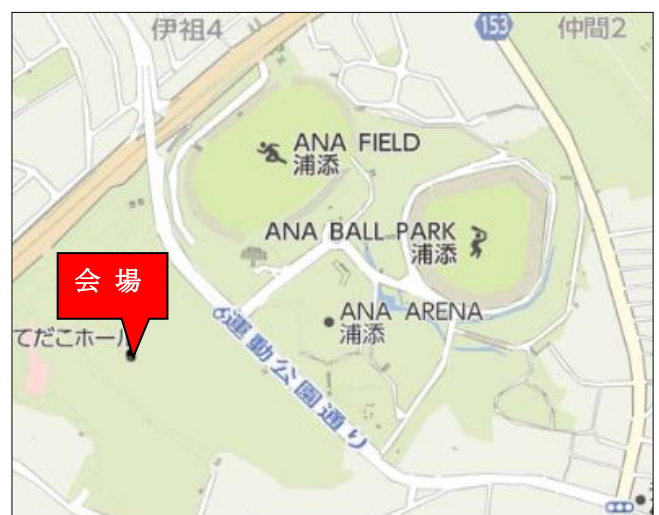 伊祖4
153
仲間2
ANA FIELD
浦添
ANA BALL PARK
浦添
会場
ANA ARENA
浦添
てだこホール
運動公園通り